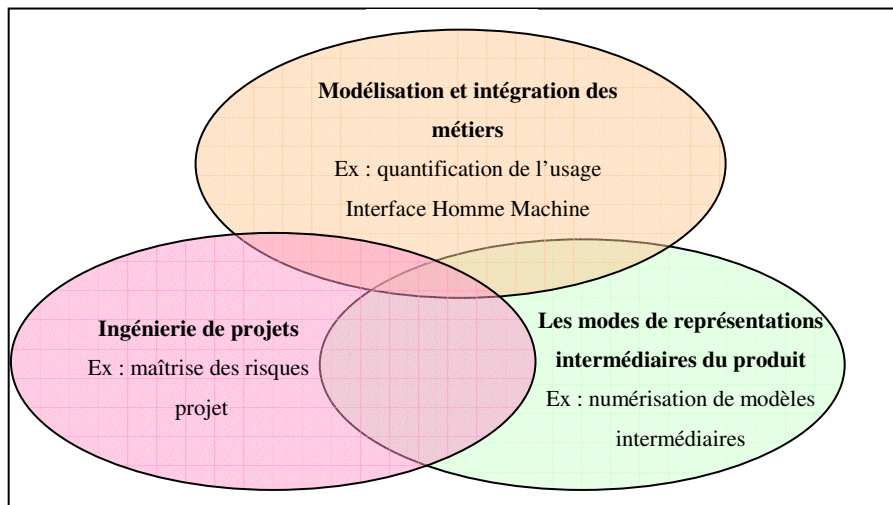 Modélisation et intégration des
métiers
Ex : quantification de l’usage
Interface Homme Machine
Ingénierie de projets
Ex : maîtrise des risques
projet
Les modes de représentations
intermédiaires du produit
Ex : numérisation de modèles
intermédiaires